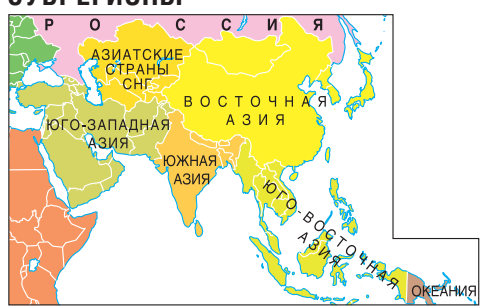 СУБРЕГИОНЫ
РОССИЯ
АЗИАТСКИЕ
СТРАНЫ
СНГ
ВОСТОЧНАЯ
АЗИЯ
ЮГО-ЗАПАДНАЯ
АЗИЯ
ЮЖНАЯ
АЗИЯ
ЮГО-ВОСТОЧНАЯ
АЗИЯ
ОКЕАНИЯ